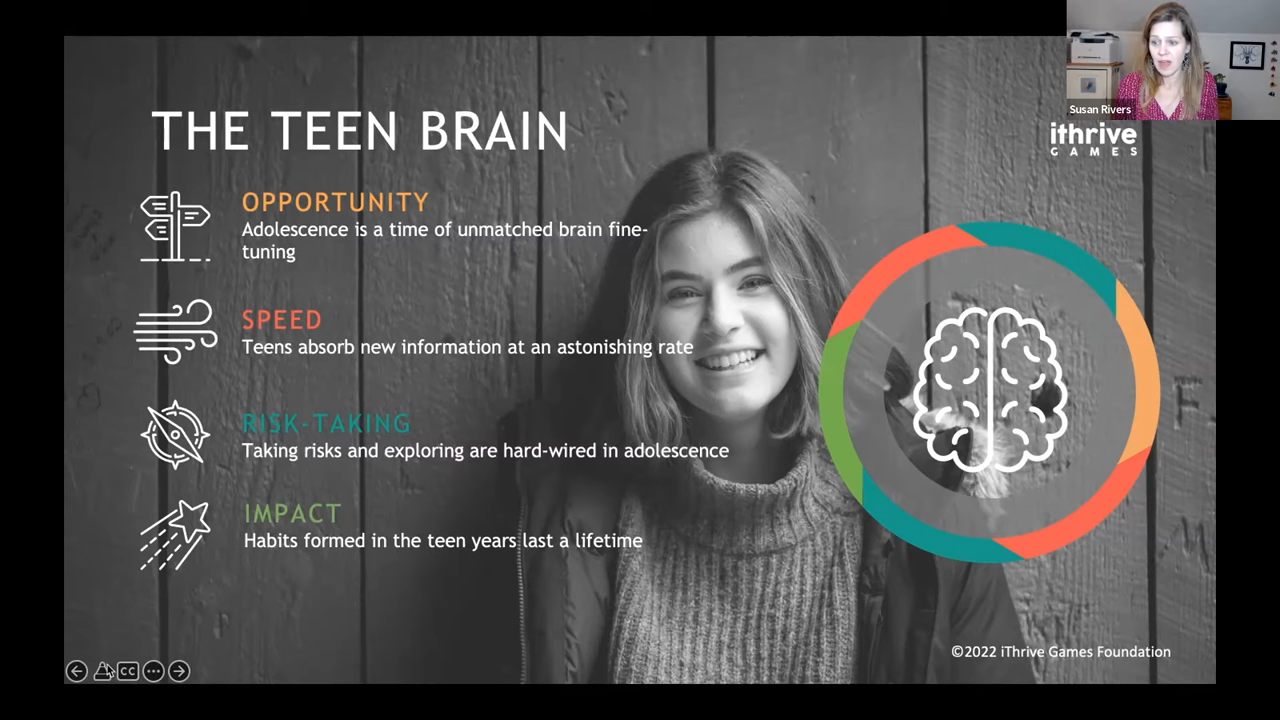 Susan Rivers
ithrive
GAMES
THE TEEN BRAIN
OPPORTUNITY
Adolescence is a time of unmatched brain fine-
tuning
SPEED
Teens absorb new information at an astonishing rate
RISK-TAKING
Taking risks and exploring are hard-wired in adolescence
IMPACT
Habits formed in the teen years last a lifetime
©2022 iThrive Games Foundation
CC